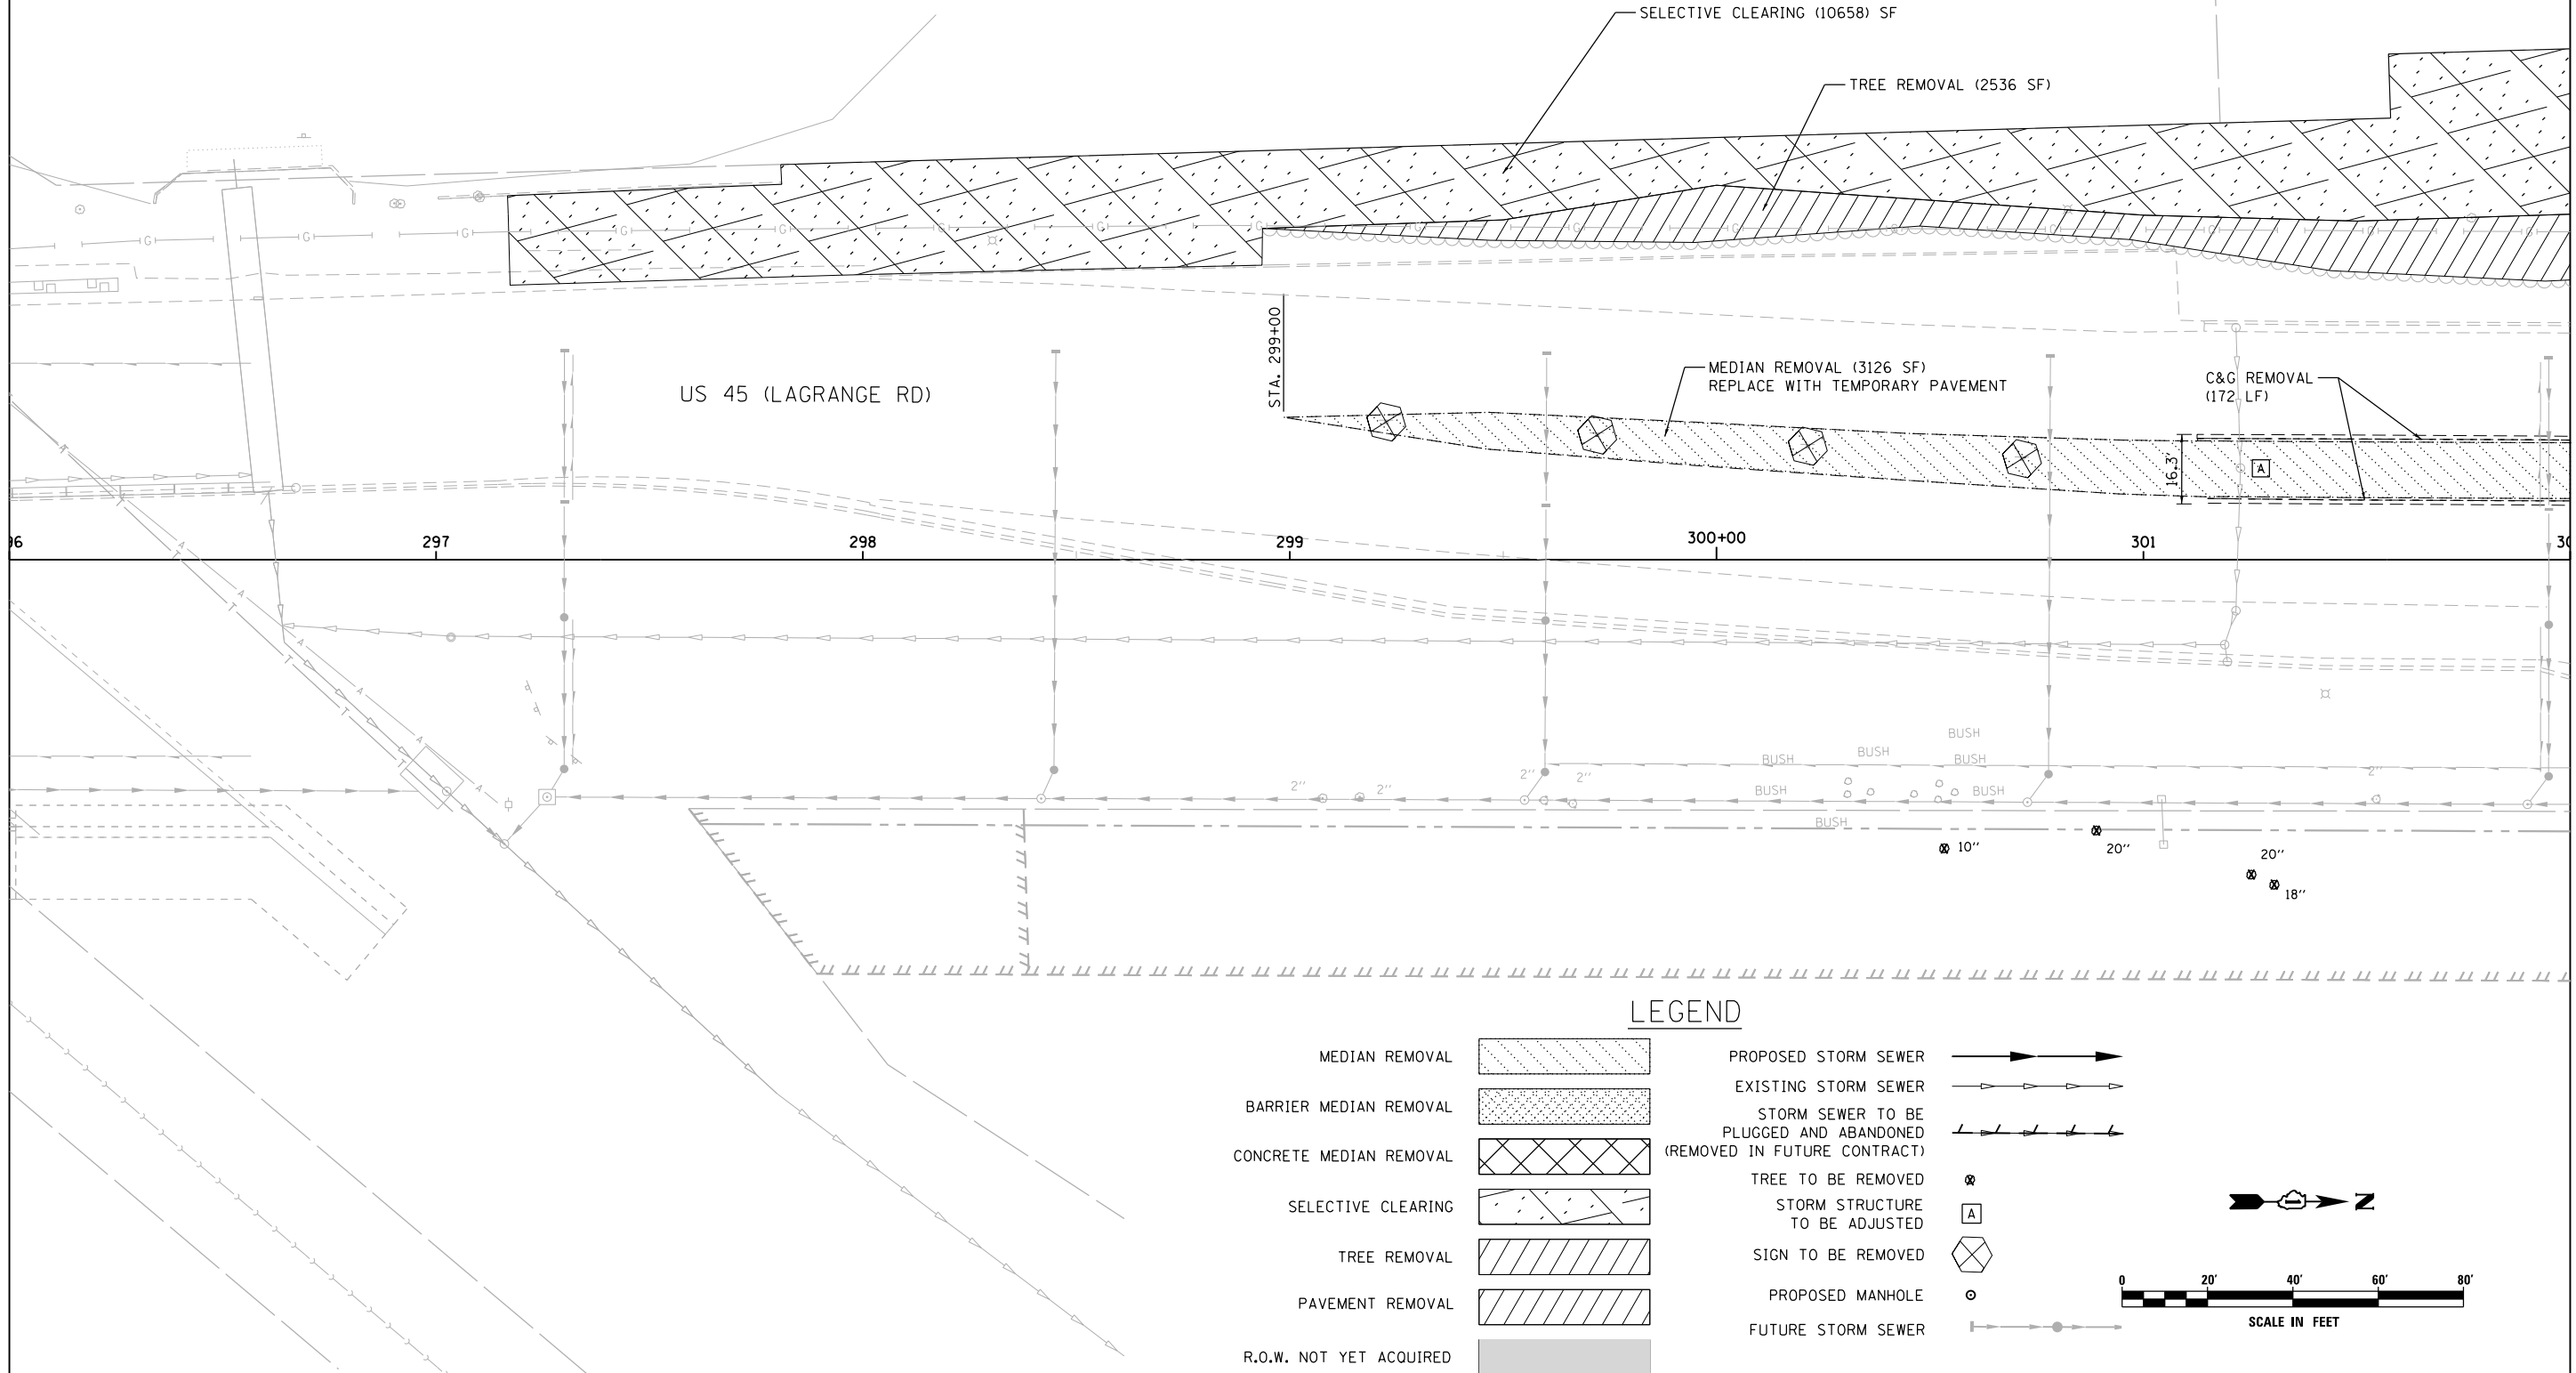 SELECTIVE CLEARING (10658) SF
TREE REMOVAL (2536 SF)
G G G G G G G G G G G G G G G G
STA. 299+00
US 45 (LAGRANGE RD)
MEDIAN REMOVAL (3126 SF)
REPLACE WITH TEMPORARY PAVEMENT
C&G REMOVAL
(172 LF)
16.3'
A
96
297
298
299
300+00
301
30
A
T
A
T
A
T
A
T
A
T
A
BUSH
BUSH
BUSH
BUSH
2''
2''
2''
2''
2''
BUSH
BUSH
BUSH
10''
20''
20''
18''
LEGEND
MEDIAN REMOVAL
BARRIER MEDIAN REMOVAL
CONCRETE MEDIAN REMOVAL
SELECTIVE CLEARING
TREE REMOVAL
PAVEMENT REMOVAL
R.O.W. NOT YET ACQUIRED
PROPOSED STORM SEWER
EXISTING STORM SEWER
STORM SEWER TO BE
PLUGGED AND ABANDONED
(REMOVED IN FUTURE CONTRACT)
TREE TO BE REMOVED
STORM STRUCTURE
TO BE ADJUSTED
A
SIGN TO BE REMOVED
PROPOSED MANHOLE
FUTURE STORM SEWER
N
0 20' 40' 60' 80'
SCALE IN FEET